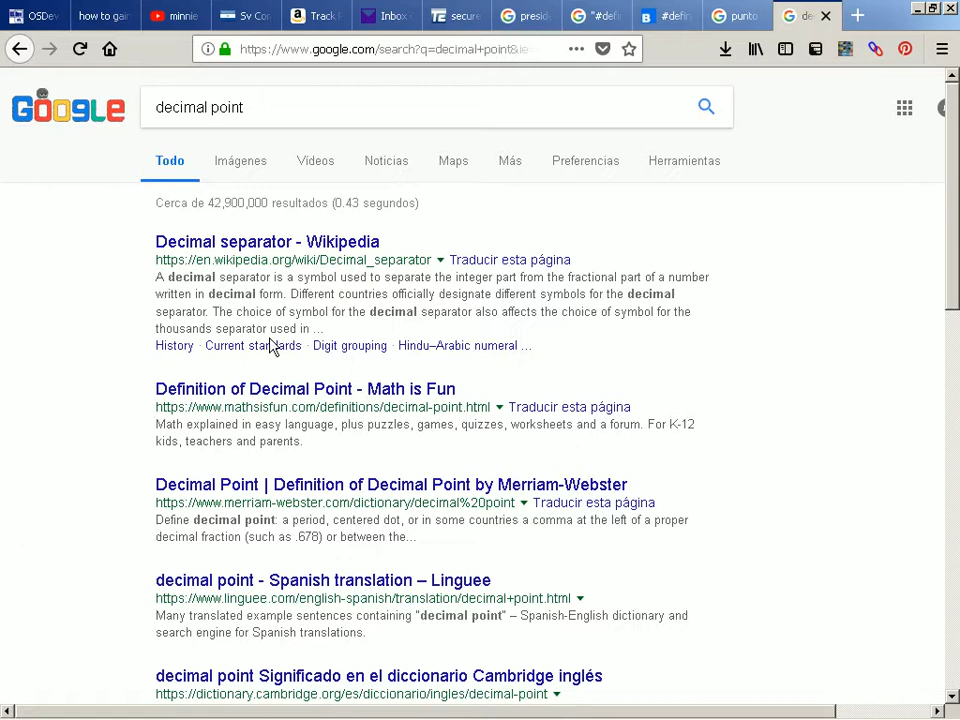 OSDev how to gain minnie Sv Con Track Inbox secure presid "#defin #defin punto de
https://www.google.com/search?q=decimal+point&ie
Google decimal point
Todo Imágenes Vídeos Noticias Maps Más Preferencias Herramientas
Cerca de 42,900,000 resultados (0.43 segundos)
Decimal separator - Wikipedia
https://en.wikipedia.org/wiki/Decimal_separator Traducir esta página
A decimal separator is a symbol used to separate the integer part from the fractional part of a number
written in decimal form. Different countries officially designate different symbols for the decimal
separator. The choice of symbol for the decimal separator also affects the choice of symbol for the
thousands separator used in ...
History · Current standards · Digit grouping · Hindu–Arabic numeral ...
Definition of Decimal Point - Math is Fun
https://www.mathsisfun.com/definitions/decimal-point.html Traducir esta página
Math explained in easy language, plus puzzles, games, quizzes, worksheets and a forum. For K-12
kids, teachers and parents.
Decimal Point | Definition of Decimal Point by Merriam-Webster
https://www.merriam-webster.com/dictionary/decimal%20point Traducir esta página
Define decimal point: a period, centered dot, or in some countries a comma at the left of a proper
decimal fraction (such as .678) or between the...
decimal point - Spanish translation – Linguee
https://www.linguee.com/english-spanish/translation/decimal+point.html
Many translated example sentences containing "decimal point" – Spanish-English dictionary and
search engine for Spanish translations.
decimal point Significado en el diccionario Cambridge inglés
https://dictionary.cambridge.org/es/diccionario/ingles/decimal-point